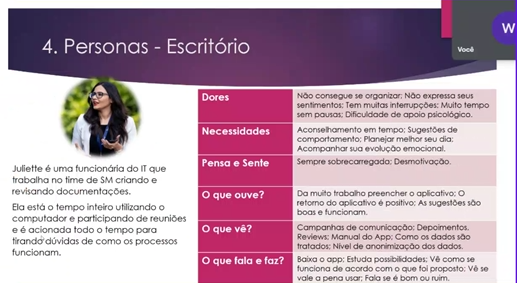 4. Personas - Escritório
W
Você
Juliette é uma funcionária do IT que
trabalha no time de SM criando e
revisando documentações.
Ela está o tempo inteiro utilizando o
computador e participando de reuniões
e é acionada todo o tempo para
tirando dúvidas de como os processos
funcionam.
Dores
Não consegue se organizar; Não expressa seus
sentimentos; Tem muitas interrupções; Muito tempo
sem pausas; Dificuldade de apoio psicológico.
Necessidades
Aconselhamento em tempo; Sugestões de
comportamento; Planejar melhor seu dia;
Acompanhar sua evolução emocional.
Pensa e Sente
Sempre sobrecarregada; Desmotivação.
O que ouve?
Da muito trabalho preencher o aplicativo; O
retorno do aplicativo é positivo; As sugestões são
boas e funcionam.
O que vê?
Campanhas de comunicação; Depoimentos,
Reviews; Manual do App; Como os dados são
tratados; Nível de anonimização dos dados.
O que fala e faz?
Baixa o app; Estuda possibilidades; Vê como se
funciona de acordo com o que foi proposto; Vê se
vale a pena usar; Fala se é bom ou ruim.